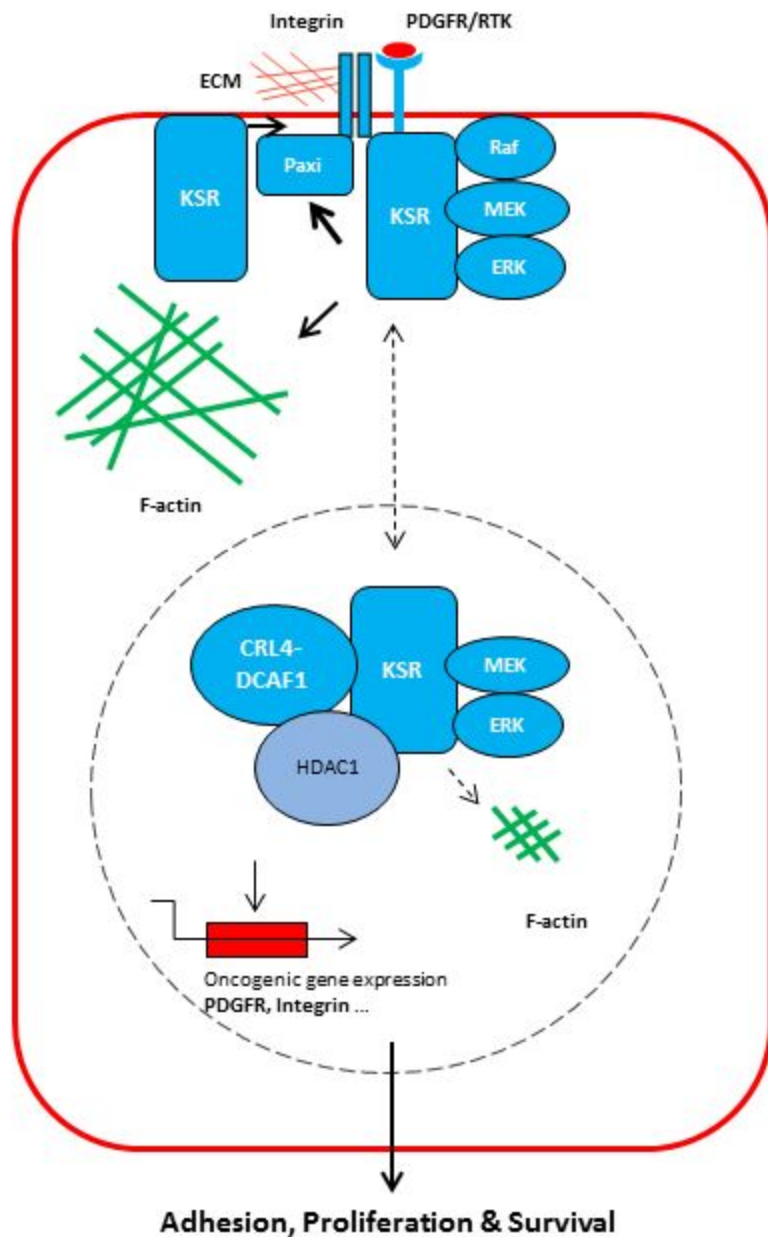 Integrin
PDGFR/RTK
ECM
KSR
Paxi
KSR
Raf
MEK
ERK
F-actin
CRL4-
DCAF1
KSR
MEK
ERK
HDAC1
F-actin
Oncogenic gene expression
PDGFR, Integrin ...
Adhesion, Proliferation & Survival